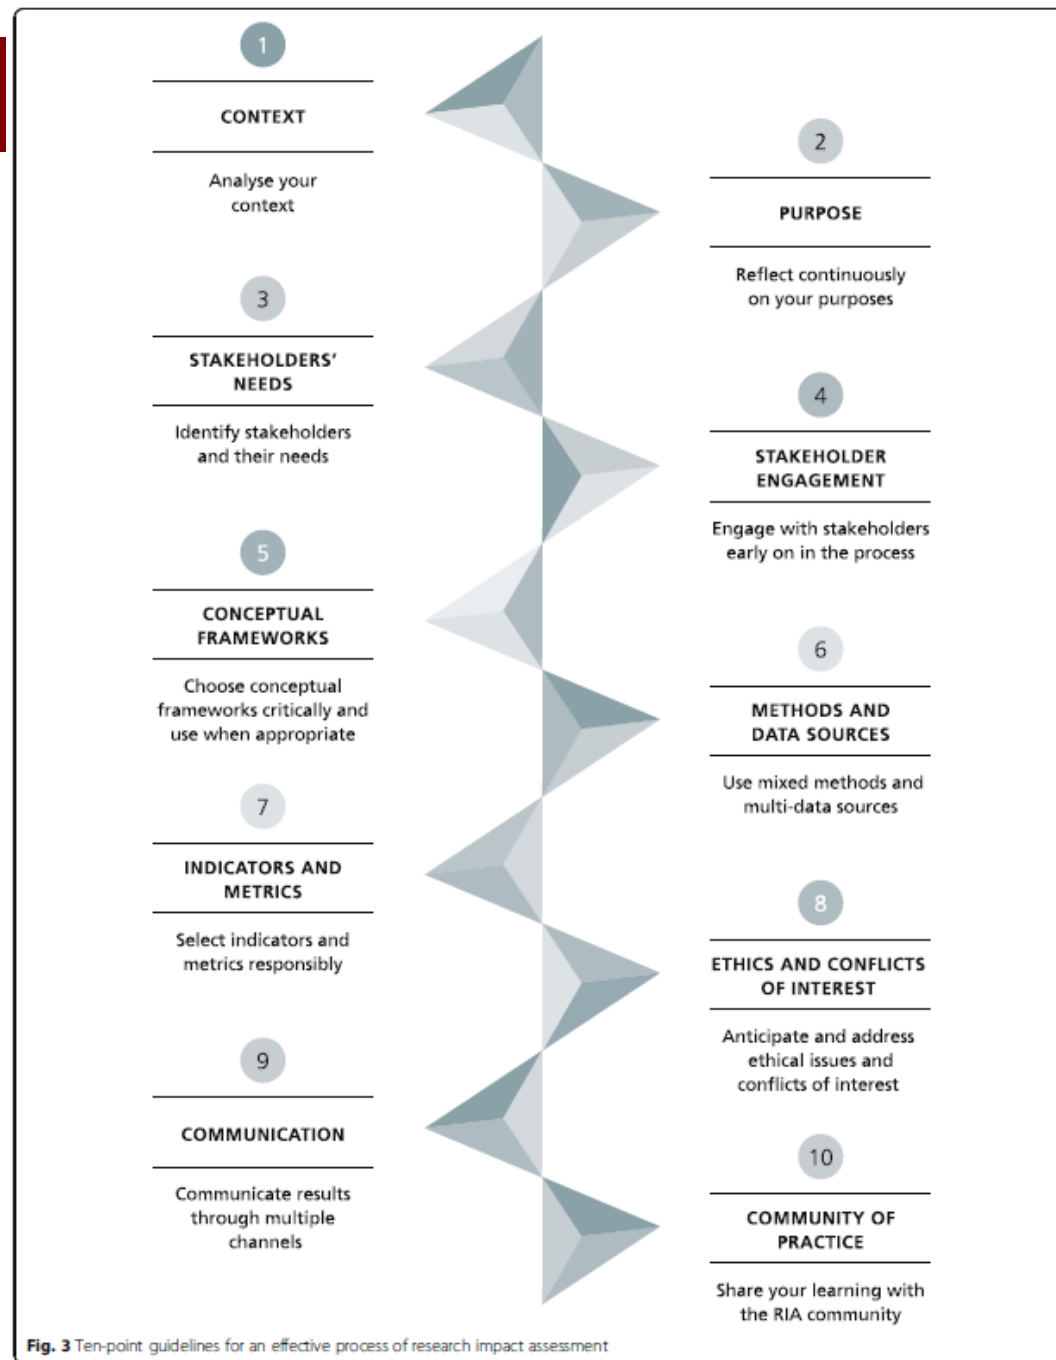 1
CONTEXT
Analyse your
context
2
PURPOSE
Reflect continuously
on your purposes
3
STAKEHOLDERS'
NEEDS
Identify stakeholders
and their needs
4
STAKEHOLDER
ENGAGEMENT
Engage with stakeholders
early on in the process
5
CONCEPTUAL
FRAMEWORKS
Choose conceptual
frameworks critically and
use when appropriate
6
METHODS AND
DATA SOURCES
Use mixed methods and
multi-data sources
7
INDICATORS AND
METRICS
Select indicators and
metrics responsibly
8
ETHICS AND CONFLICTS
OF INTEREST
Anticipate and address
ethical issues and
conflicts of interest
9
COMMUNICATION
Communicate results
through multiple
channels
10
COMMUNITY OF
PRACTICE
Share your learning with
the RIA community
Fig. 3 Ten-point guidelines for an effective process of research impact assessment